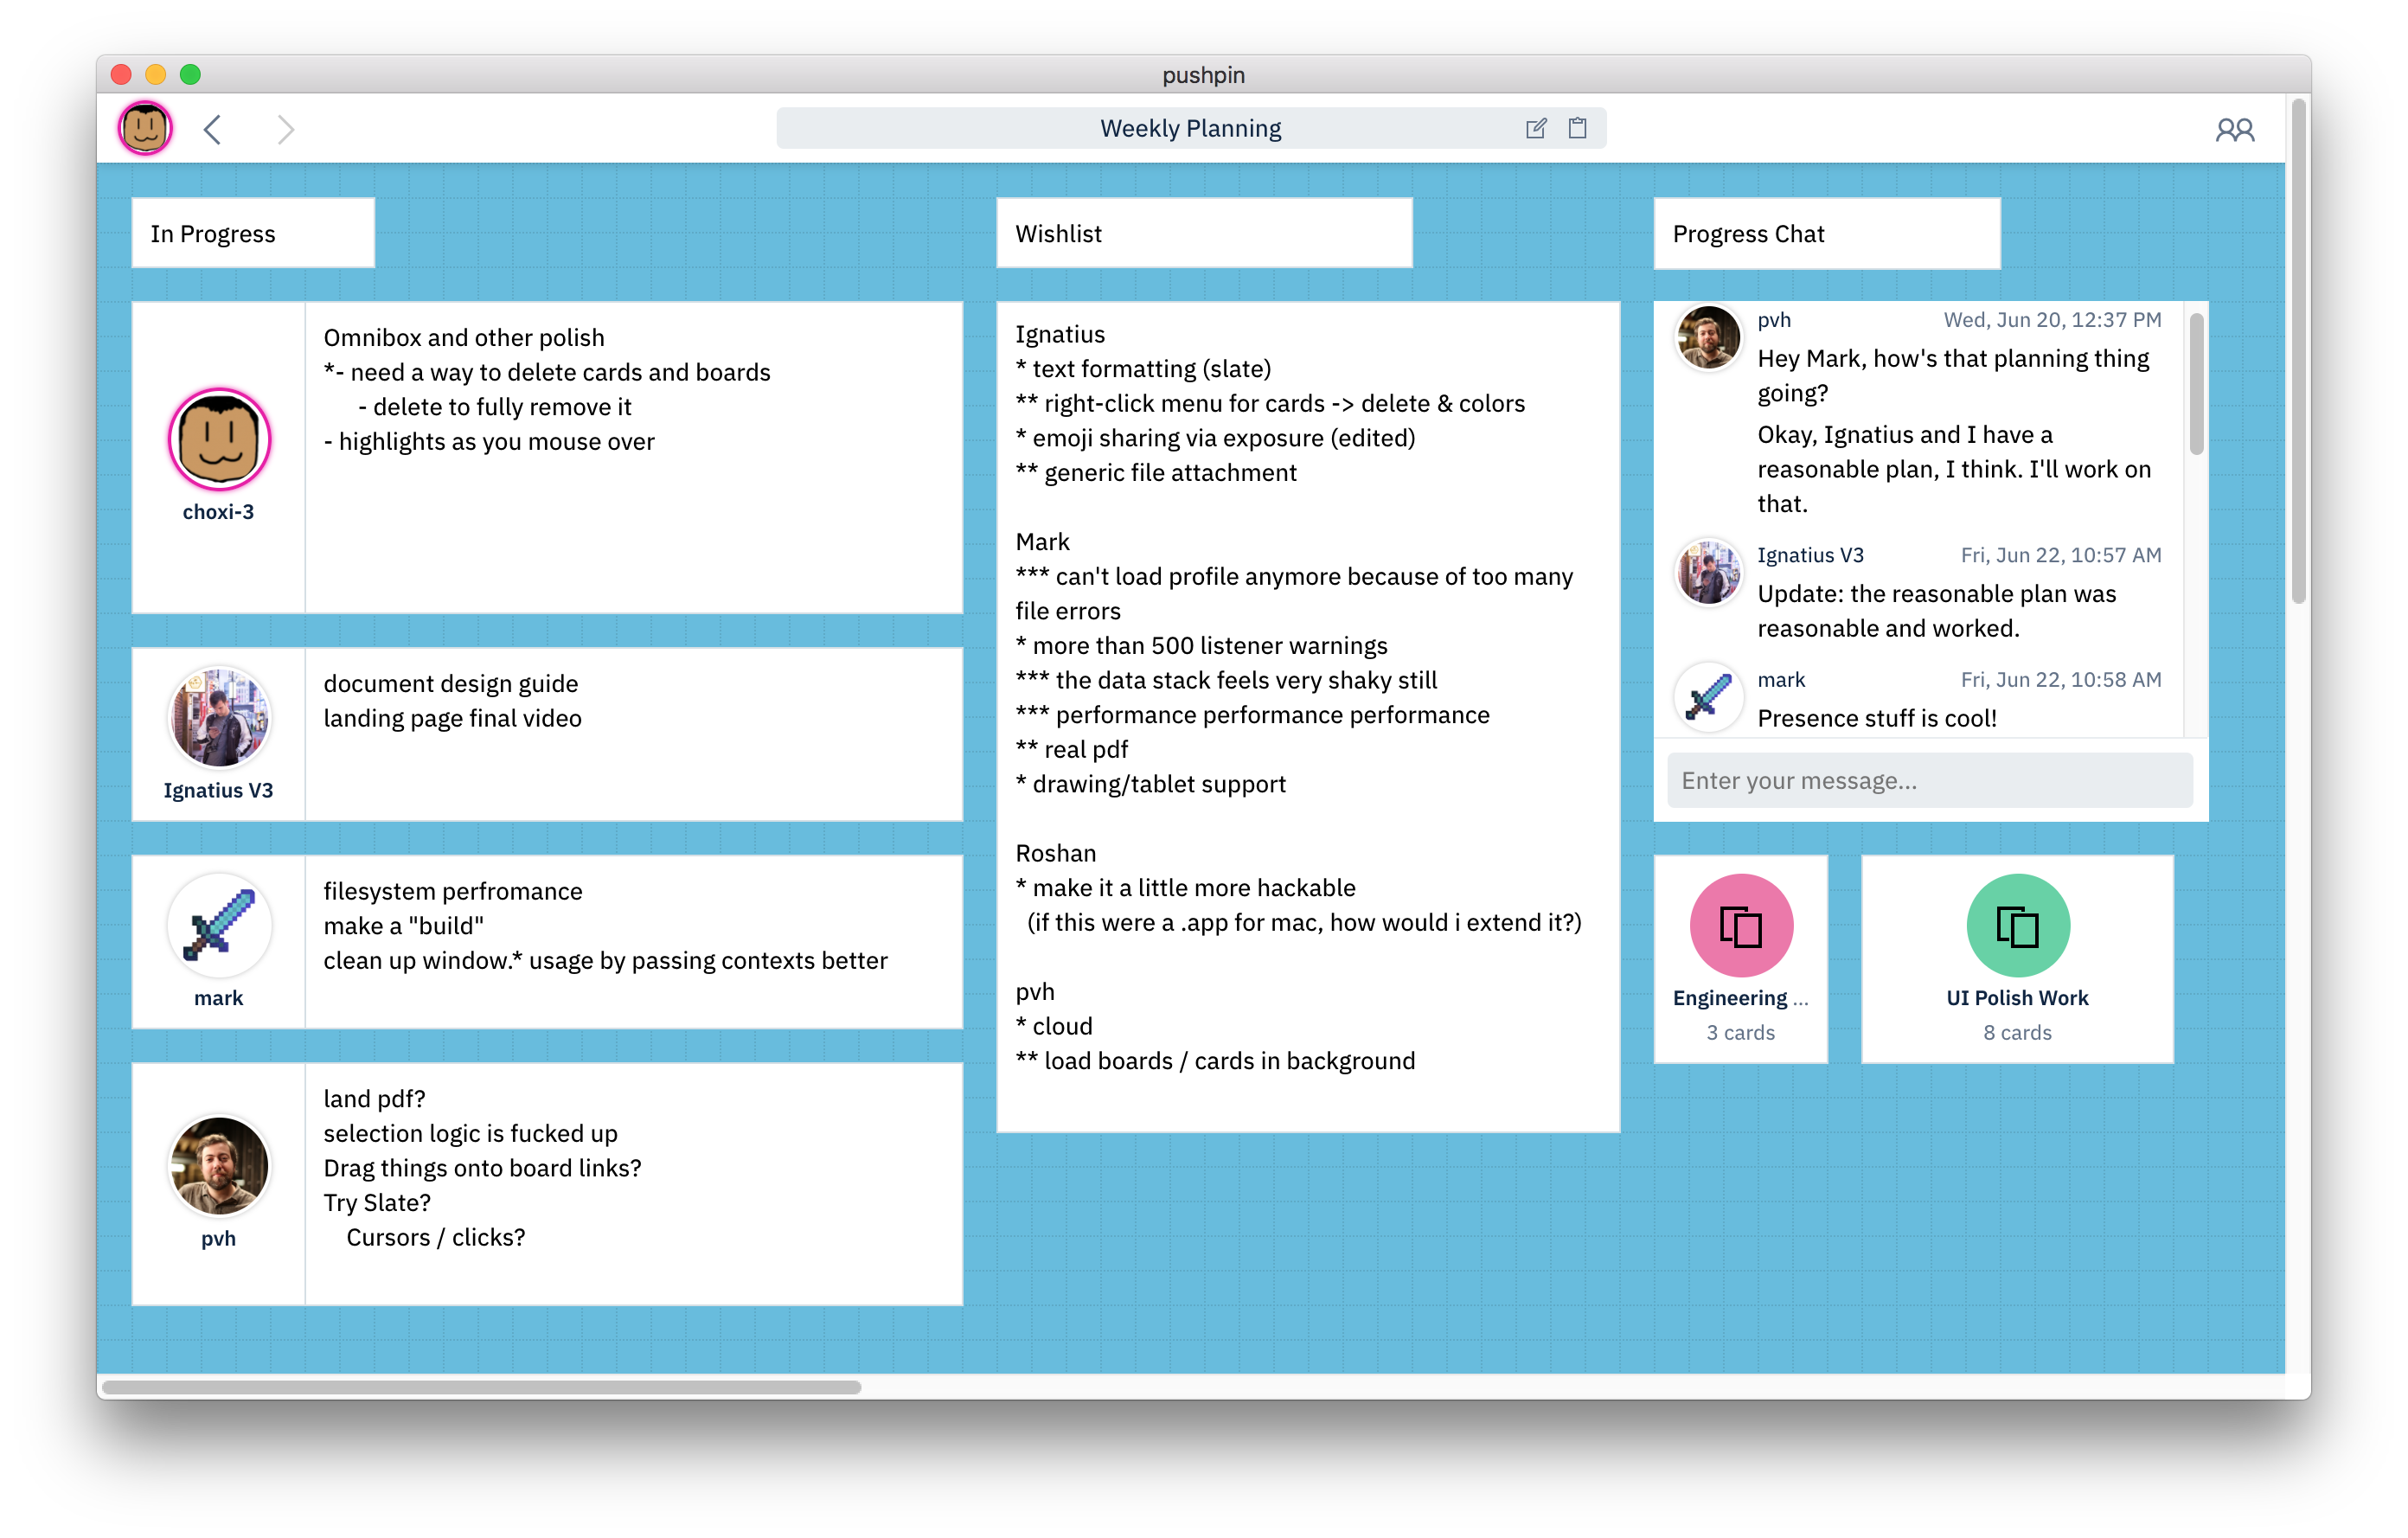 pushpin
Weekly Planning
In Progress
Omnibox and other polish
*- need a way to delete cards and boards
- delete to fully remove it
- highlights as you mouse over
choxi-3
document design guide
landing page final video
Ignatius V3
filesystem perfromance
make a "build"
clean up window.* usage by passing contexts better
mark
land pdf?
selection logic is fucked up
Drag things onto board links?
Try Slate?
Cursors / clicks?
pvh
Wishlist
Ignatius
* text formatting (slate)
** right-click menu for cards -> delete & colors
* emoji sharing via exposure (edited)
** generic file attachment
Mark
*** can't load profile anymore because of too many
file errors
* more than 500 listener warnings
*** the data stack feels very shaky still
*** performance performance performance
** real pdf
* drawing/tablet support
Roshan
* make it a little more hackable
(if this were a .app for mac, how would i extend it?)
pvh
* cloud
** load boards / cards in background
Progress Chat
pvh Wed, Jun 20, 12:37 PM
Hey Mark, how's that planning thing
going?
Okay, Ignatius and I have a
reasonable plan, I think. I'll work on
that.
Ignatius V3 Fri, Jun 22, 10:57 AM
Update: the reasonable plan was
reasonable and worked.
mark Fri, Jun 22, 10:58 AM
Presence stuff is cool!
Enter your message...
Engineering ...
3 cards
UI Polish Work
8 cards